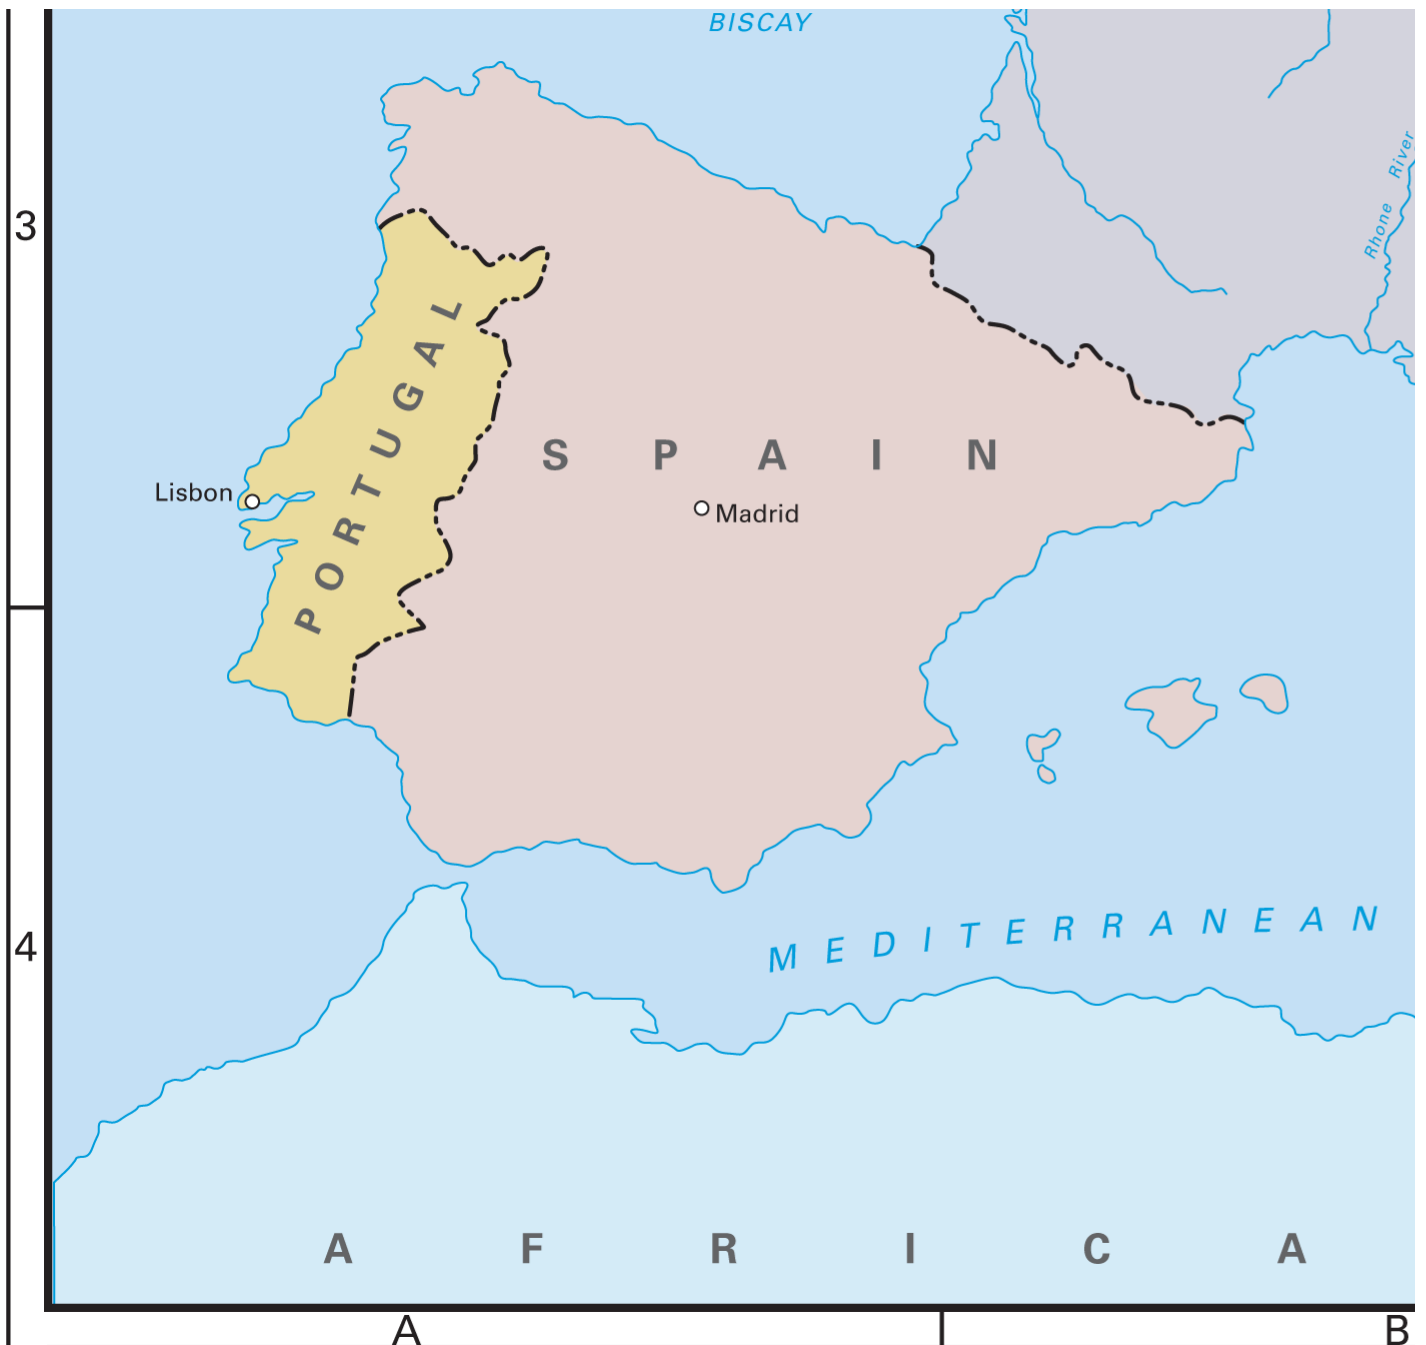 BISCAY
Rhone River
3
PORTUGAL
SPAIN
Lisbon
Madrid
MEDITERRANEAN
4
AFRICA
A
B